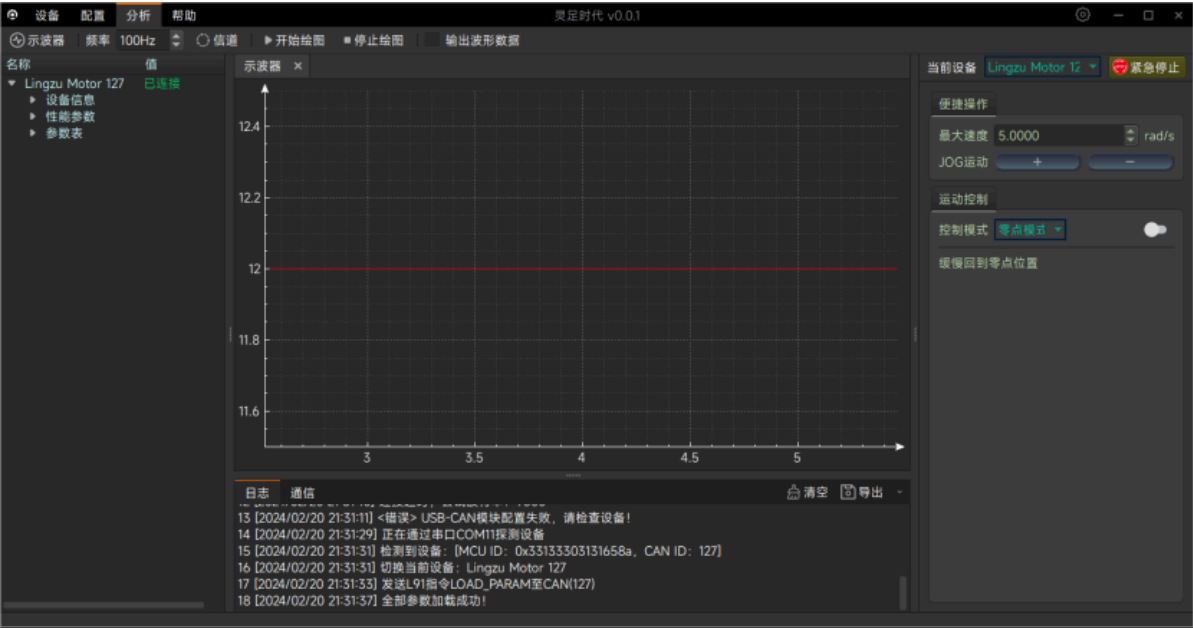 设备 配置 分析 帮助 灵足时代 v0.0.1
示波器 频率 100Hz 信道 开始绘图 停止绘图 输出波形数据
名称 值
Lingzu Motor 127 已连接
设备信息
性能参数
参数表
示波器 ×
12.4
12.2
12
11.8
11.6
3 3.5 4 4.5 5
日志 通信 清空 导出
13 [2024/02/20 21:31:11] <错误> USB-CAN模块配置失败，请检查设备！
14 [2024/02/20 21:31:29] 正在通过串口COM11探测设备
15 [2024/02/20 21:31:31] 检测到设备：[MCU ID：0x33133303131658a，CAN ID：127]
16 [2024/02/20 21:31:31] 切换当前设备：Lingzu Motor 127
17 [2024/02/20 21:31:33] 发送L91指令LOAD_PARAM至CAN(127)
18 [2024/02/20 21:31:37] 全部参数加载成功！
当前设备 Lingzu Motor 12 紧急停止
便捷操作
最大速度 5.0000 rad/s
JOG运动 + −
运动控制
控制模式 零点模式
缓慢回到零点位置